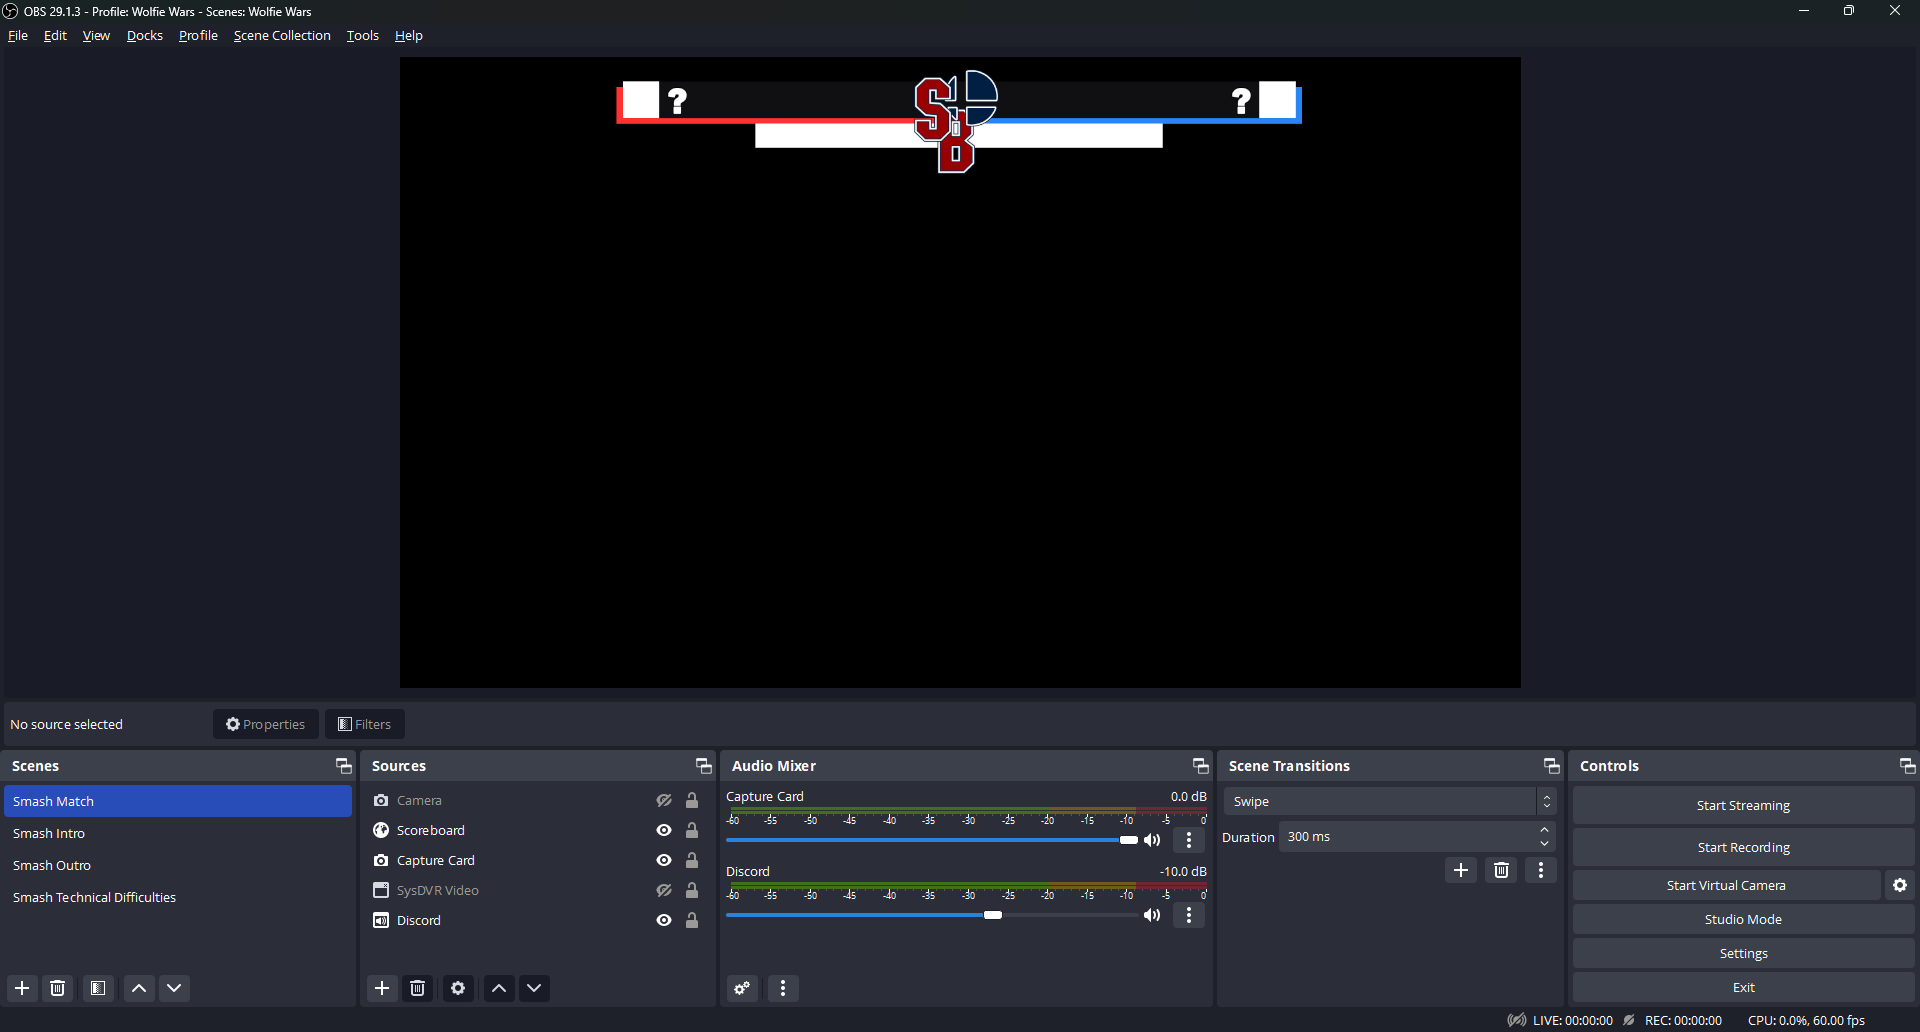 OBS 29.1.3 - Profile: Wolfie Wars - Scenes: Wolfie Wars
File Edit View Docks Profile Scene Collection Tools Help
? SB ?
No source selected Properties Filters
Scenes
Smash Match
Smash Intro
Smash Outro
Smash Technical Difficulties
Sources
Camera
Scoreboard
Capture Card
SysDVR Video
Discord
Audio Mixer
Capture Card 0.0 dB
-60 -55 -50 -45 -40 -35 -30 -25 -20 -15 -10 -5 0
Discord -10.0 dB
-60 -55 -50 -45 -40 -35 -30 -25 -20 -15 -10 -5 0
Scene Transitions
Swipe
Duration 300 ms
Controls
Start Streaming
Start Recording
Start Virtual Camera
Studio Mode
Settings
Exit
LIVE: 00:00:00 REC: 00:00:00 CPU: 0.0%, 60.00 fps